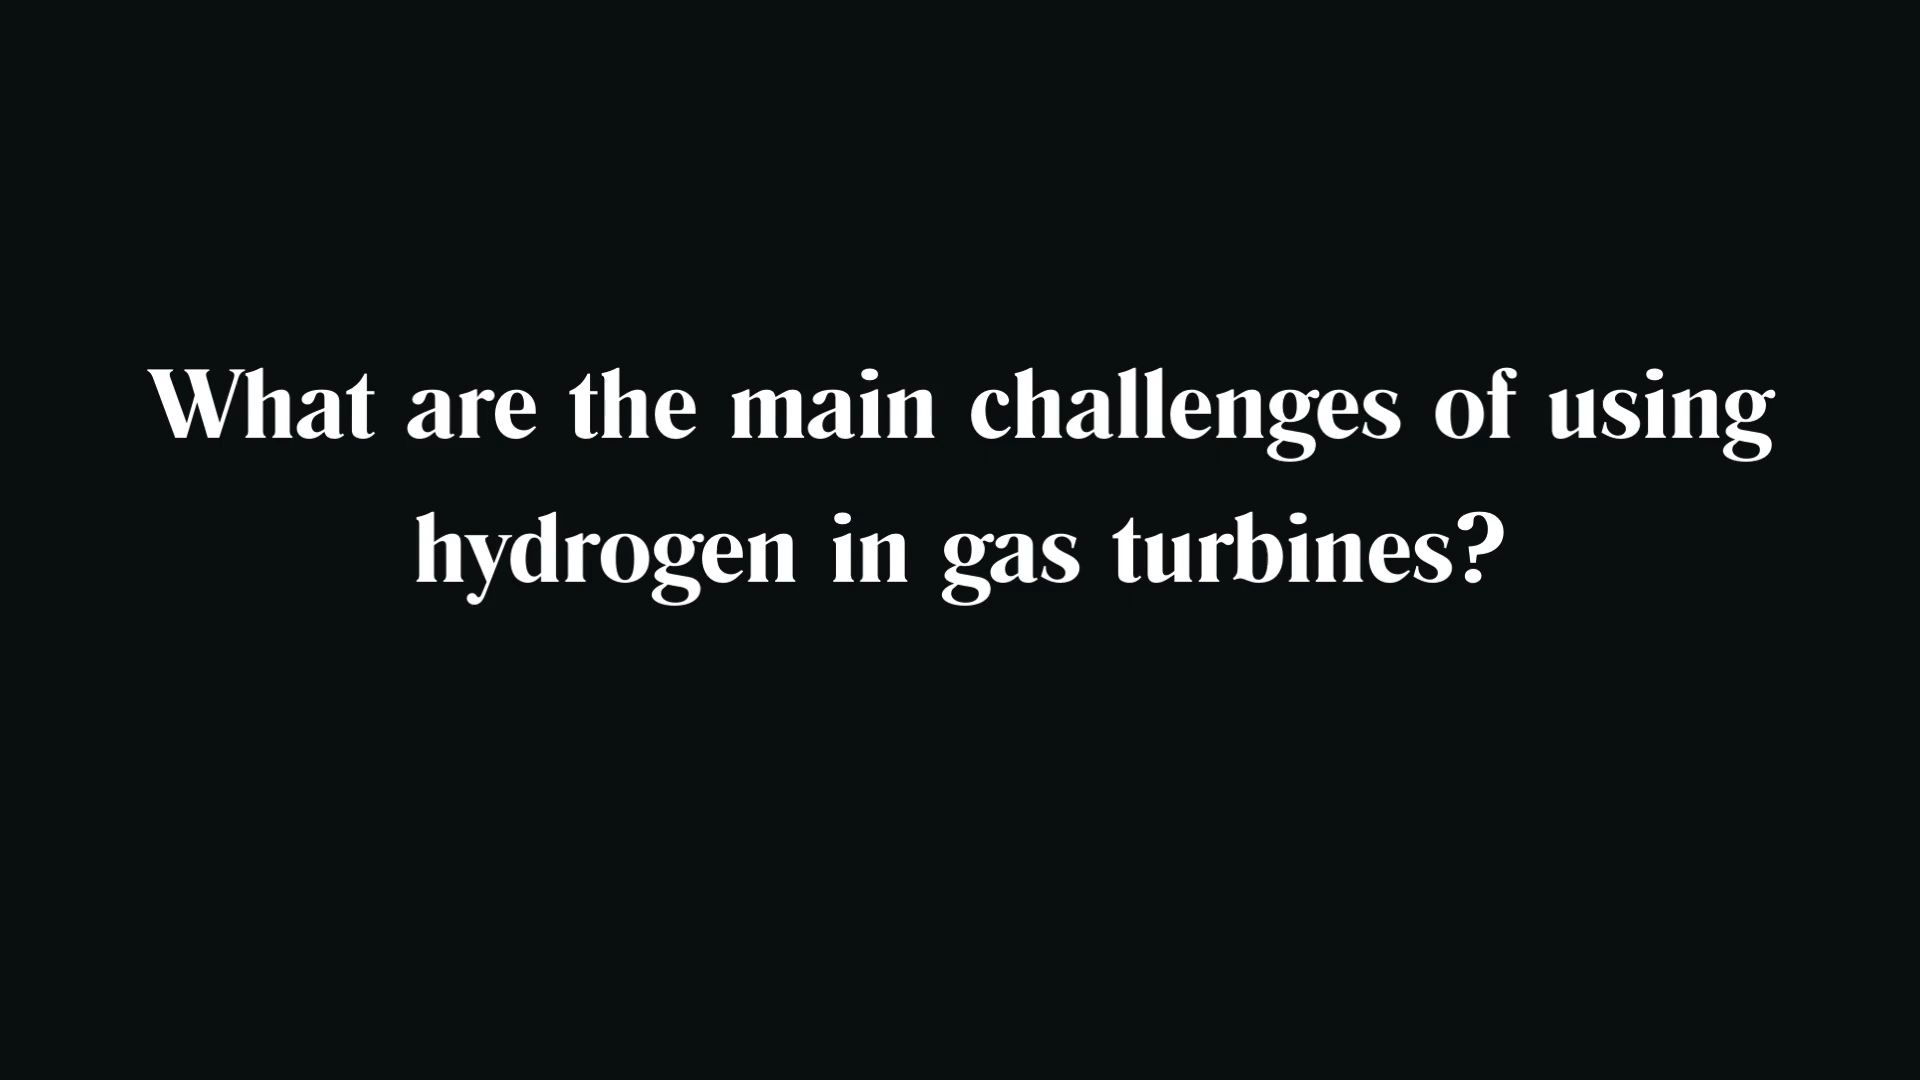 What are the main challenges of using
hydrogen in gas turbines?